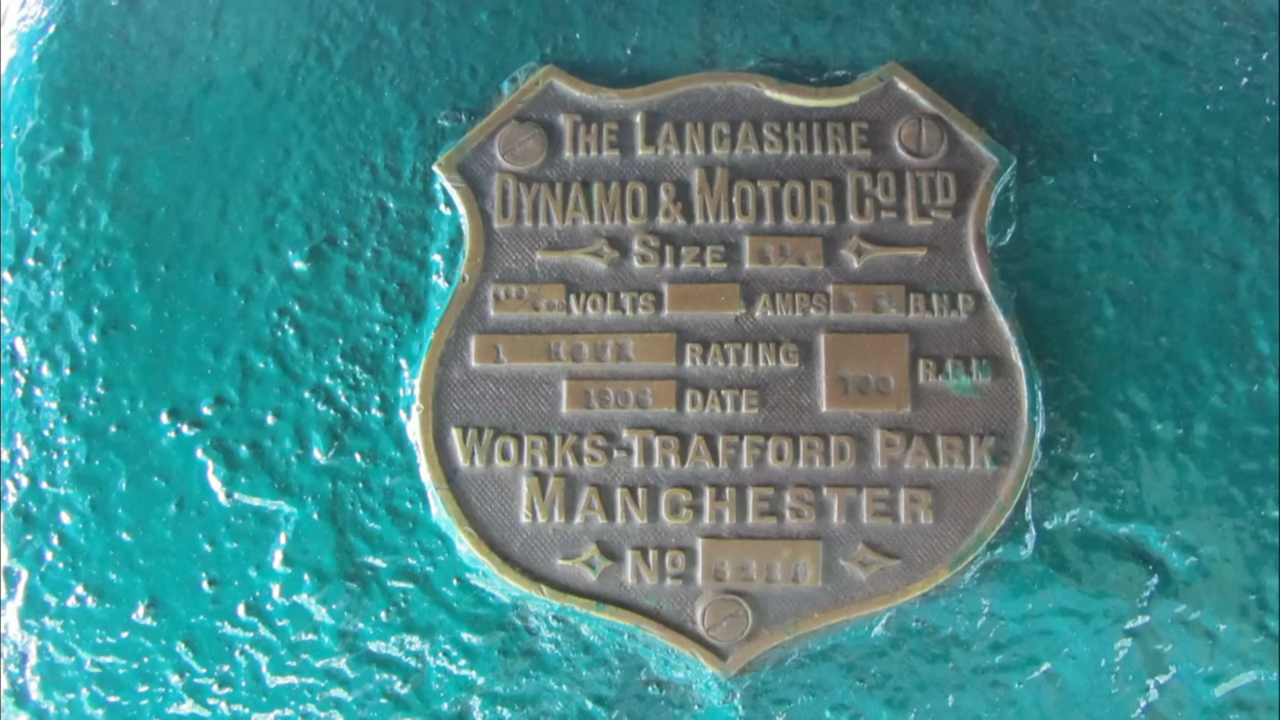 THE LANCASHIRE
DYNAMO & MOTOR Co LTD
SIZE
VOLTS AMPS B.H.P
1 HOUR RATING
700 R.P.M
1906 DATE
WORKS-TRAFFORD PARK
MANCHESTER
No